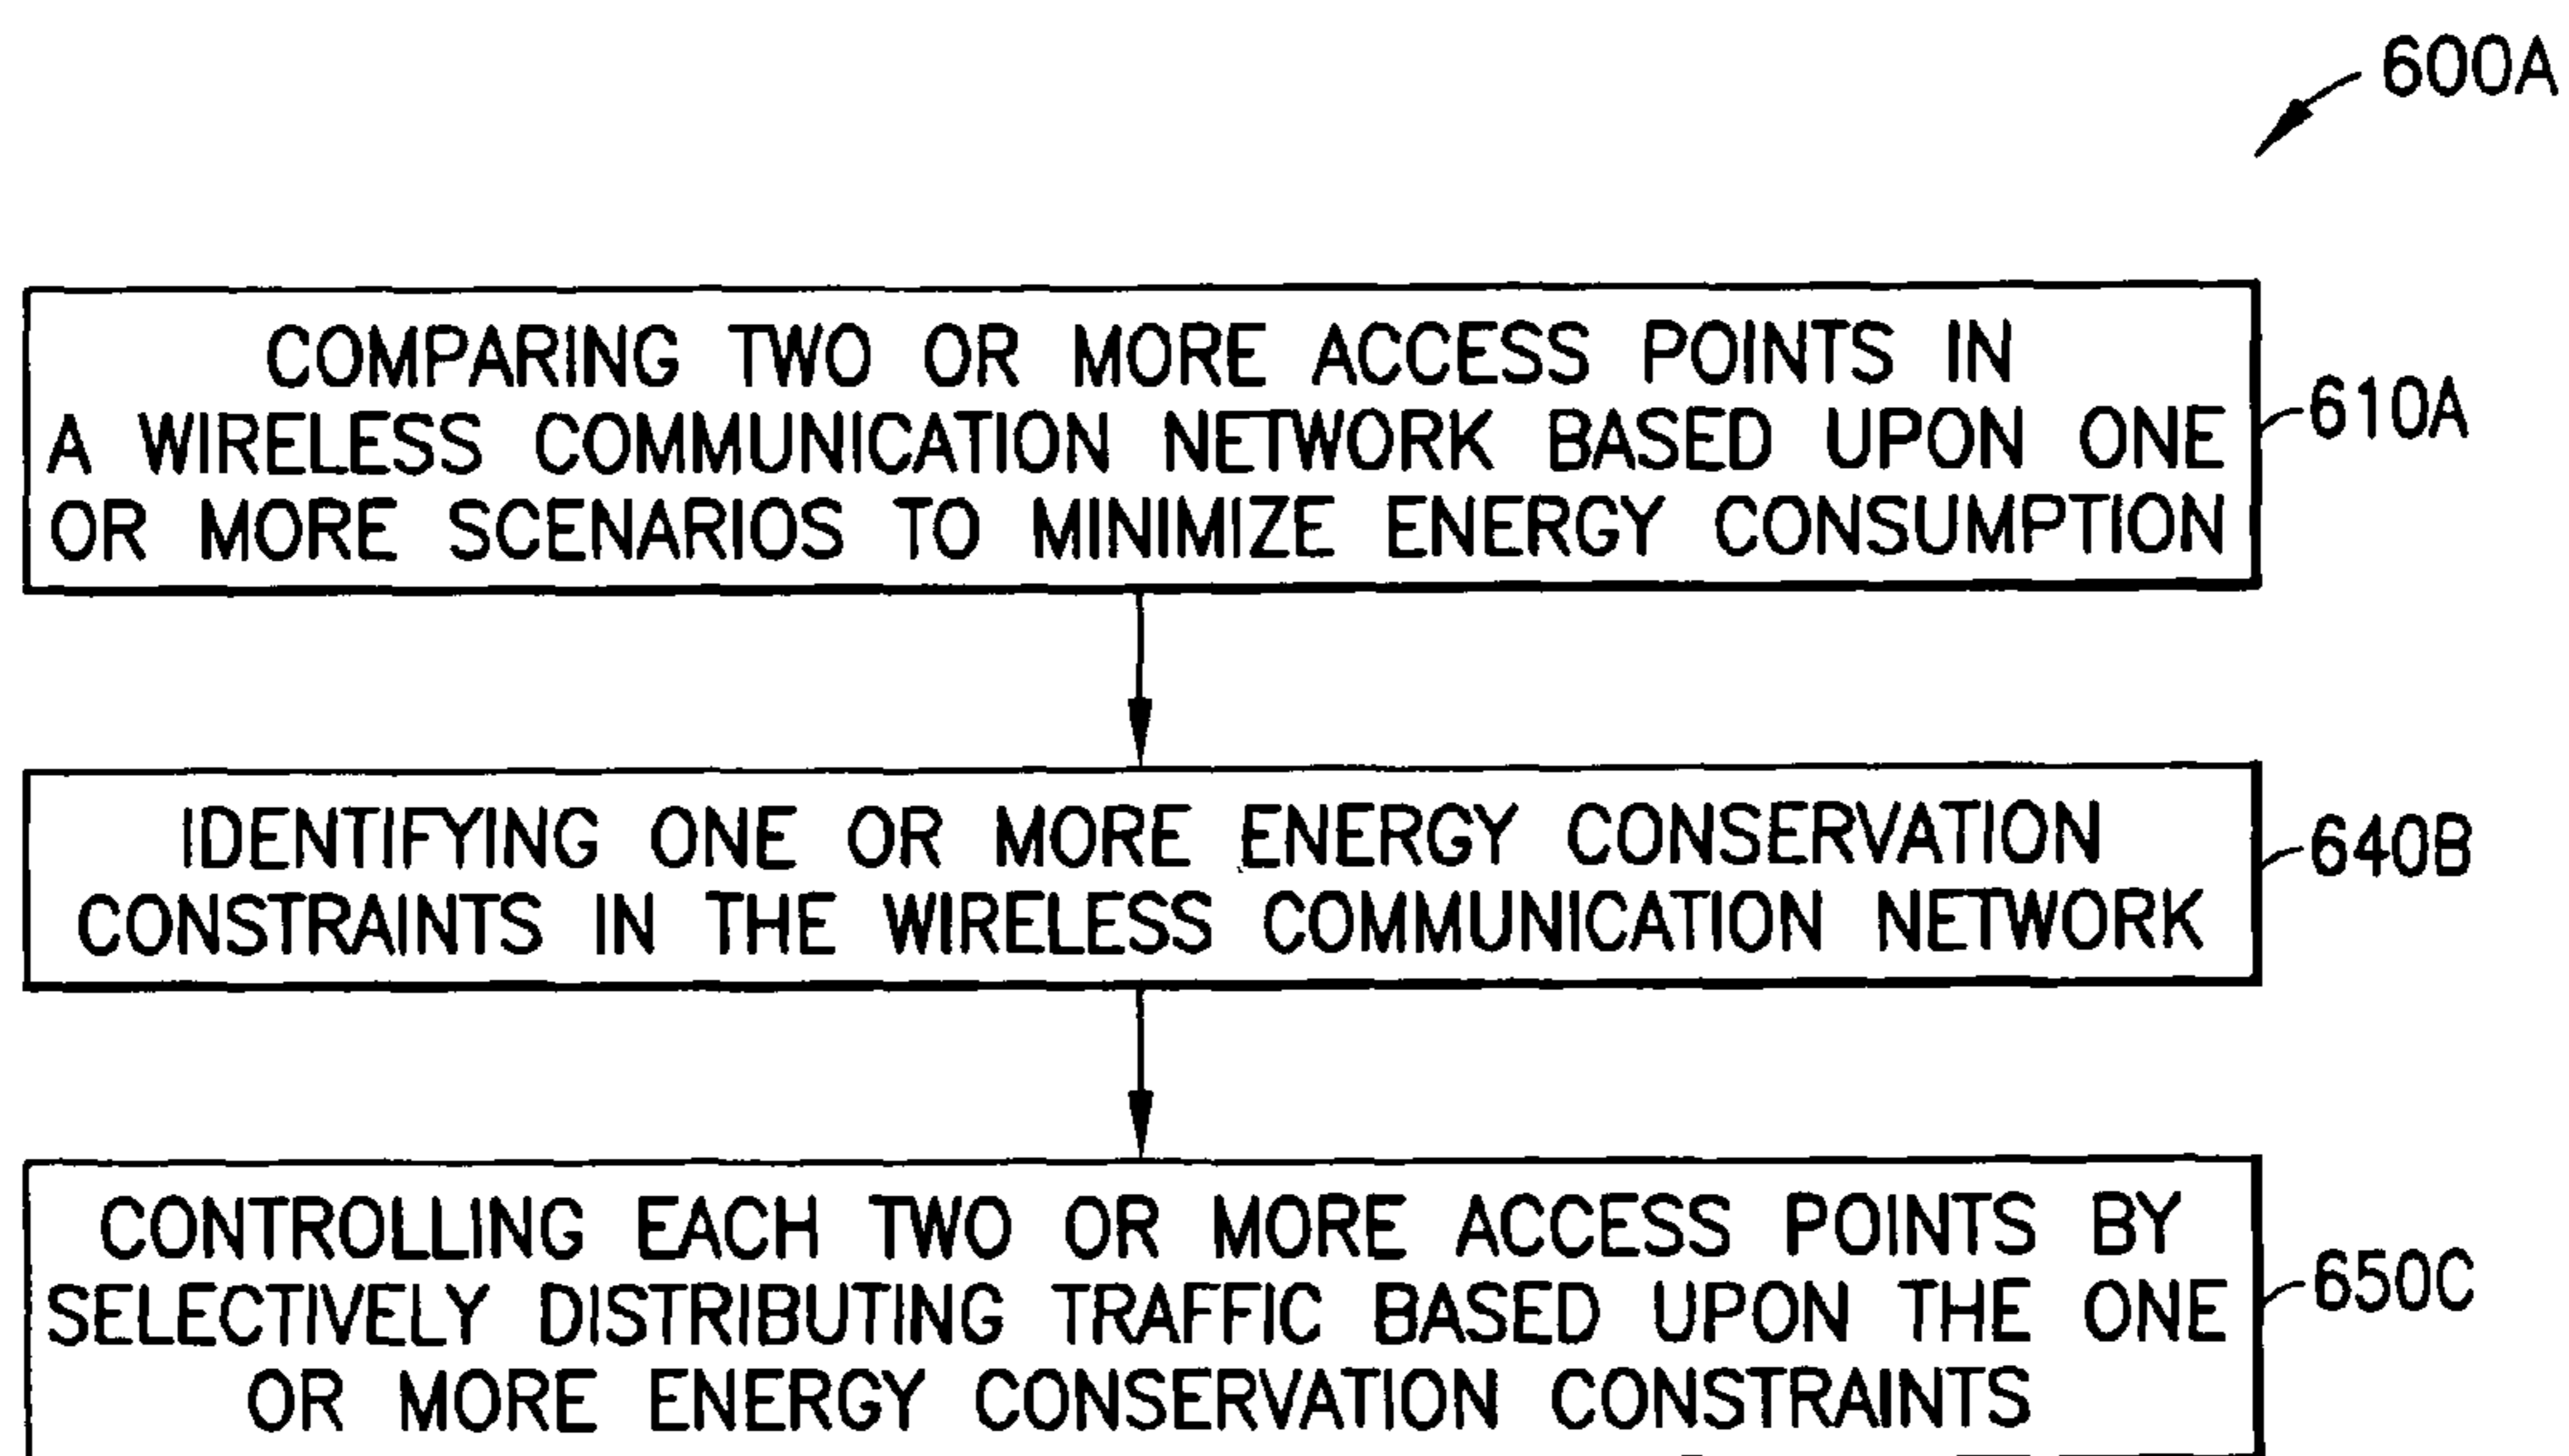 600A
COMPARING TWO OR MORE ACCESS POINTS IN
A WIRELESS COMMUNICATION NETWORK BASED UPON ONE
OR MORE SCENARIOS TO MINIMIZE ENERGY CONSUMPTION
610A
IDENTIFYING ONE OR MORE ENERGY CONSERVATION
CONSTRAINTS IN THE WIRELESS COMMUNICATION NETWORK
640B
CONTROLLING EACH TWO OR MORE ACCESS POINTS BY
SELECTIVELY DISTRIBUTING TRAFFIC BASED UPON THE ONE
OR MORE ENERGY CONSERVATION CONSTRAINTS
650C